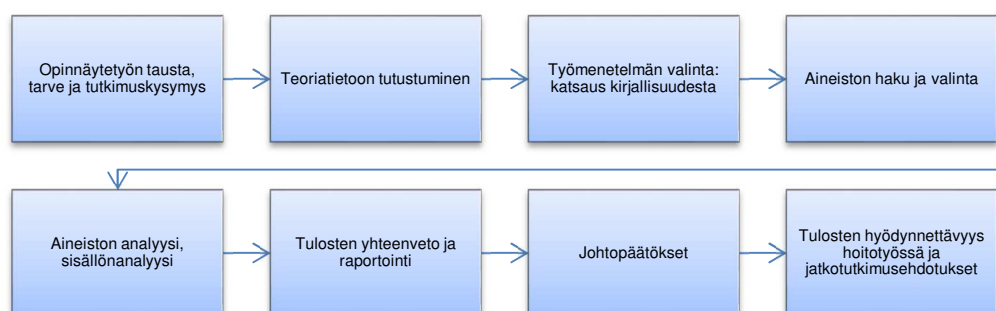 Opinnäytetyön tausta,
tarve ja tutkimuskysymys
Teoriatietoon tutustuminen
Työmenetelmän valinta:
katsaus kirjallisuudesta
Aineiston haku ja valinta
Aineiston analyysi,
sisällönanalyysi
Tulosten yhteenveto ja
raportointi
Johtopäätökset
Tulosten hyödynnettävyys
hoitotyössä ja
jatkotutkimusehdotukset